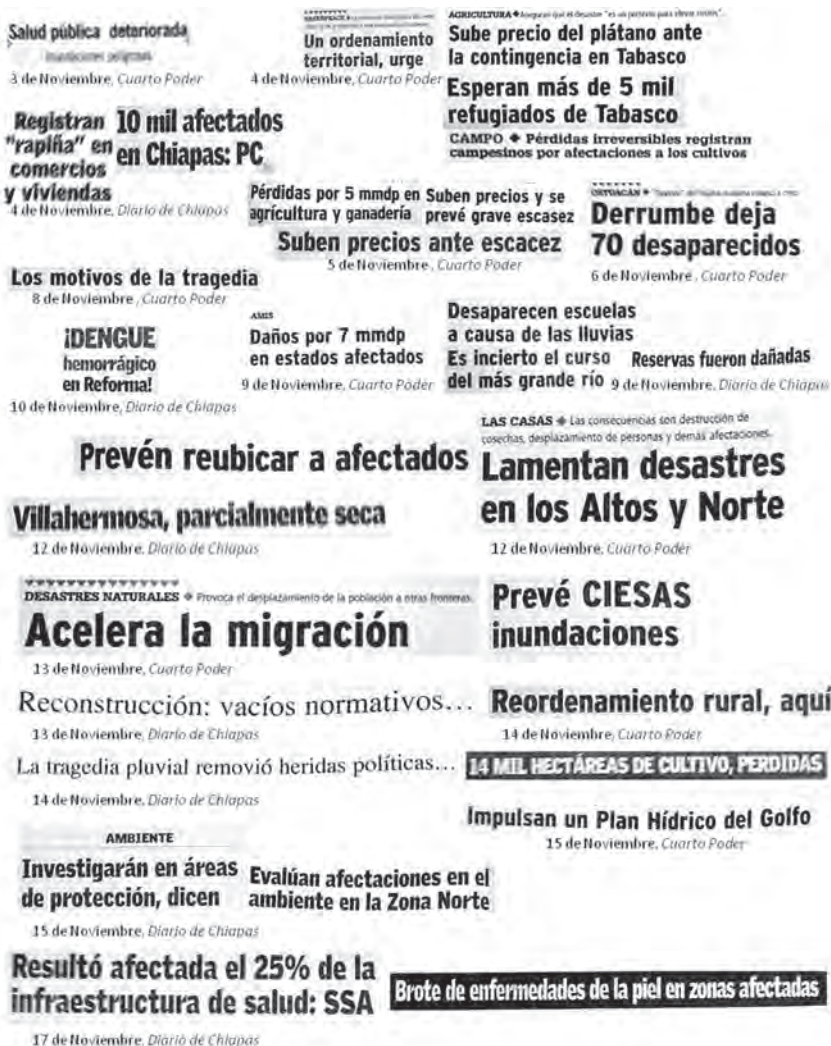 Salud pública deteriorada
Inundaciones peligrosas
3 de Noviembre, Cuarto Poder
Un ordenamiento
territorial, urge
4 de Noviembre, Cuarto Poder
AGRICULTURA ◆ Aseguran que el desastre "es un pretexto para elevar costos".
Sube precio del plátano ante
la contingencia en Tabasco
Esperan más de 5 mil
refugiados de Tabasco
CAMPO ◆ Pérdidas irreversibles registran
campesinos por afectaciones a los cultivos
Registran
"rapiña" en
comercios
y viviendas
10 mil afectados
en Chiapas: PC
4 de Noviembre, Diario de Chiapas
Pérdidas por 5 mmdp en
agrícultura y ganadería
Suben precios y se
prevé grave escasez
Suben precios ante escacez
5 de Noviembre, Cuarto Poder
OSTUACÁN ◆
Derrumbe deja
70 desaparecidos
6 de Noviembre, Cuarto Poder
Los motivos de la tragedia
8 de Noviembre, Cuarto Poder
¡DENGUE
hemorrágico
en Reforma!
10 de Noviembre, Diario de Chiapas
AMIS
Daños por 7 mmdp
en estados afectados
9 de Noviembre, Cuarto Poder
Desaparecen escuelas
a causa de las lluvias
Es incierto el curso
del más grande río
Reservas fueron dañadas
9 de Noviembre, Diario de Chiapas
Prevén reubicar a afectados
Villahermosa, parcialmente seca
12 de Noviembre, Diario de Chiapas
LAS CASAS ◆ Las consecuencias son destrucción de
cosechas, desplazamiento de personas y demás afectaciones.
Lamentan desastres
en los Altos y Norte
12 de Noviembre, Cuarto Poder
DESASTRES NATURALES ◆ Provoca el desplazamiento de la población a otras fronteras.
Acelera la migración
13 de Noviembre, Cuarto Poder
Prevé CIESAS
inundaciones
Reconstrucción: vacíos normativos...
13 de Noviembre, Diario de Chiapas
Reordenamiento rural, aquí
14 de Noviembre, Cuarto Poder
La tragedia pluvial removió heridas políticas...
14 de Noviembre, Diario de Chiapas
14 MIL HECTÁREAS DE CULTIVO, PERDIDAS
Impulsan un Plan Hídrico del Golfo
15 de Noviembre, Cuarto Poder
AMBIENTE
Investigarán en áreas
de protección, dicen
Evalúan afectaciones en el
ambiente en la Zona Norte
15 de Noviembre, Diario de Chiapas
Resultó afectada el 25% de la
infraestructura de salud: SSA
Brote de enfermedades de la piel en zonas afectadas
17 de Noviembre, Diario de Chiapas